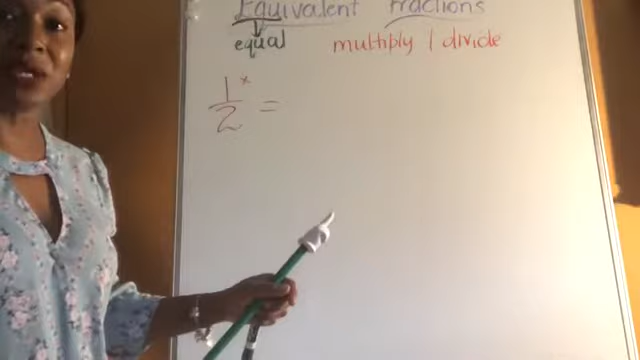 Equivalent Fractions
equal multiply / divide
1 ×
2 =